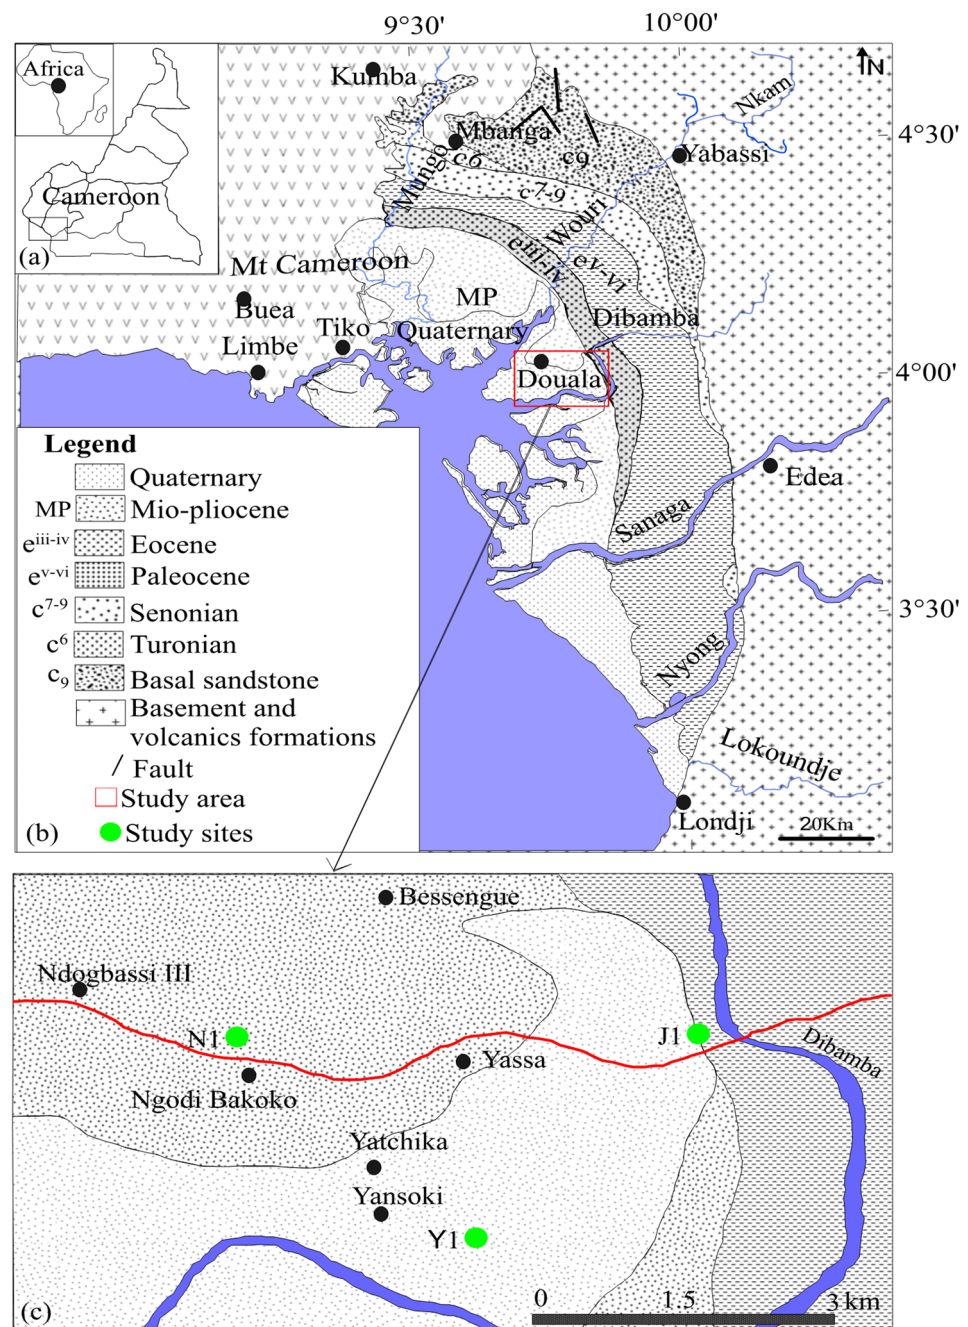 9°30' 10°00'
Africa
Cameroon
(a)
N
Kumba
Nkam
4°30'
Mbanga
c6
c9
Yabassi
Mungo
c7-9
Wouri
eiii-iv
ev-vi
Mt Cameroon
MP
Buea
Tiko
Quaternary
Dibamba
Limbe
Douala
4°00'
Legend
Quaternary
MP Mio-pliocene
eiii-iv Eocene
ev-vi Paleocene
c7-9 Senonian
c6 Turonian
c9 Basal sandstone
Basement and
volcanics formations
Fault
Study area
Study sites
(b)
Edea
Sanaga
3°30'
Nyong
Lokoundje
Londji
20Km
Bessengue
Ndogbassi III
N1
J1
Yassa
Dibamba
Ngodi Bakoko
Yatchika
Yansoki
Y1
0 1.5 3 km
(c)